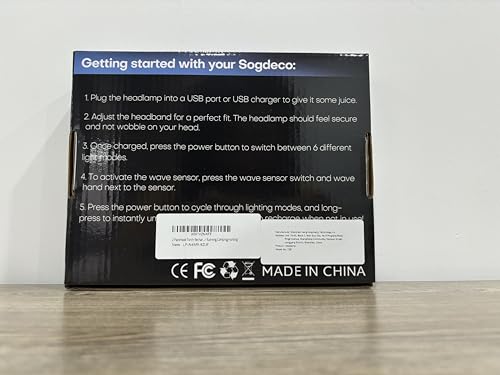 Getting started with your Sogdeco:
1. Plug the headlamp into a USB port or USB charger to give it some juice.
2. Adjust the headband for a perfect fit. The headlamp should feel secure
and not wobble on your head.
3. Once charged, press the power button to switch between 6 different
light modes.
4. To activate the wave sensor, press the wave sensor switch and wave
hand next to the sensor.
5. Press the power button to cycle through lighting modes, and long-
press to instantly recharge when not in use!
CE FC MADE IN CHINA